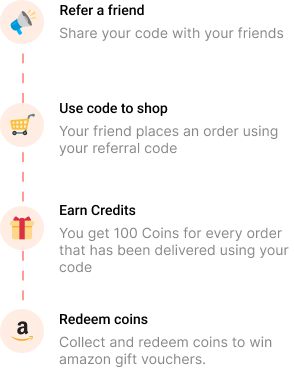 Refer a friend
Share your code with your friends
Use code to shop
Your friend places an order using
your referral code
Earn Credits
You get 100 Coins for every order
that has been delivered using your
code
a
Redeem coins
Collect and redeem coins to win
amazon gift vouchers.